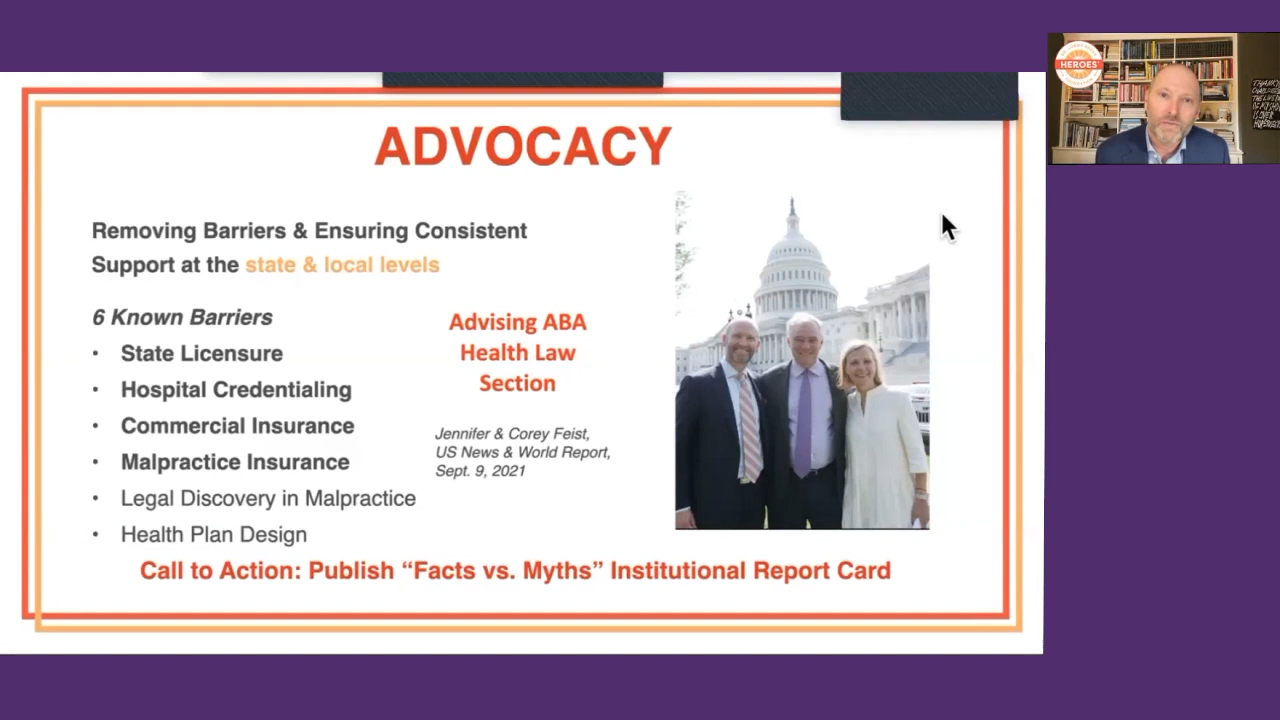 ADVOCACY
Removing Barriers & Ensuring Consistent
Support at the state & local levels
6 Known Barriers
• State Licensure
• Hospital Credentialing
• Commercial Insurance
• Malpractice Insurance
• Legal Discovery in Malpractice
• Health Plan Design
Advising ABA
Health Law
Section
Jennifer & Corey Feist,
US News & World Report,
Sept. 9, 2021
Call to Action: Publish “Facts vs. Myths” Institutional Report Card
HEROES'